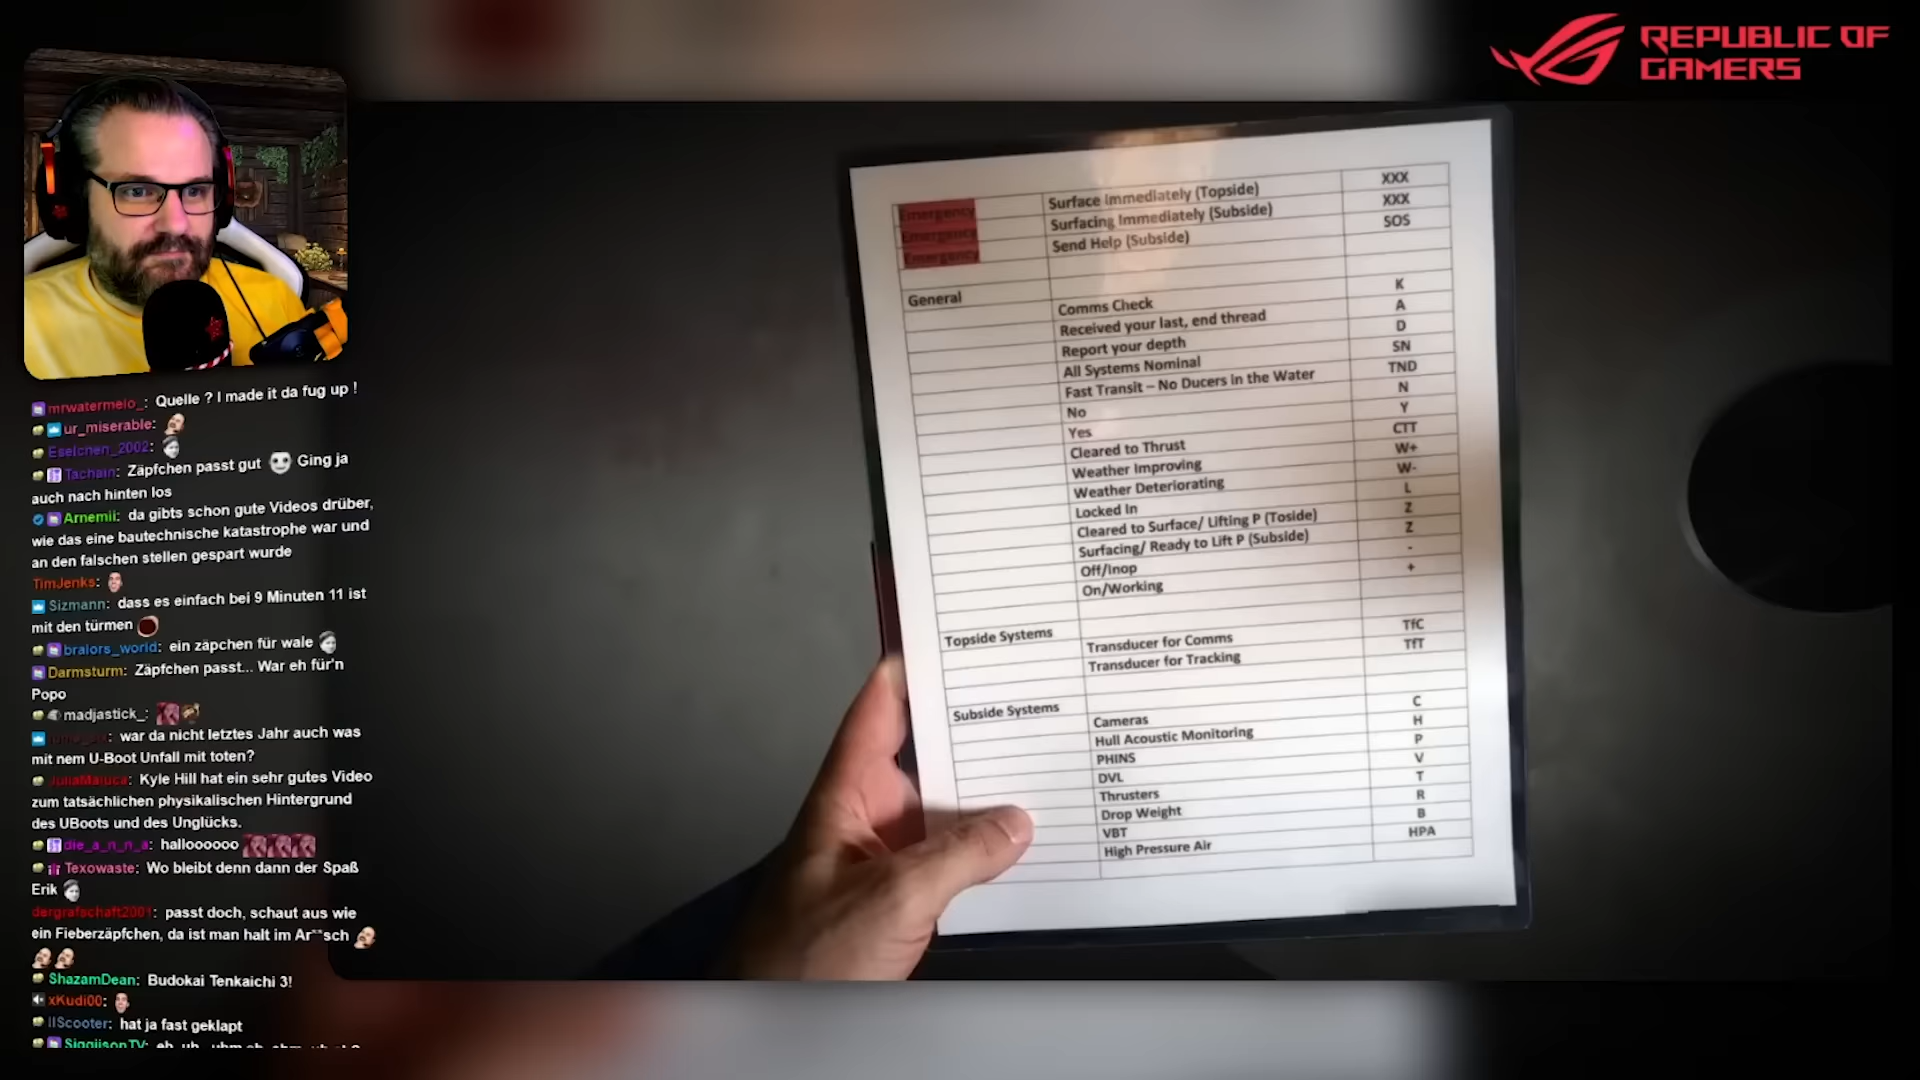 REPUBLIC OF
GAMERS
mrwatermelo_: Quelle ? I made it da fug up !
ur_miserable:
Eselcnen_2002:
Tachain: Zäpfchen passt gut Ging ja
auch nach hinten los
Arnemii: da gibts schon gute Videos drüber,
wie das eine bautechnische katastrophe war und
an den falschen stellen gespart wurde
TimJenks:
Sizmann: dass es einfach bei 9 Minuten 11 ist
mit den türmen
bralors_world: ein zäpchen für wale
Darmsturm: Zäpfchen passt... War eh für'n
Popo
madjastick_:
: war da nicht letztes Jahr auch was
mit nem U-Boot Unfall mit toten?
JuliaMaluca: Kyle Hill hat ein sehr gutes Video
zum tatsächlichen physikalischen Hintergrund
des UBoots und des Unglücks.
die_a_n_n_a: halloooooo
Texowaste: Wo bleibt denn dann der Spaß
Erik
dergrafschaft2001: passt doch, schaut aus wie
ein Fieberzäpfchen, da ist man halt im Ar**sch
ShazamDean: Budokai Tenkaichi 3!
xKudi00:
IIScooter: hat ja fast geklapt
SiggiisonTV:
Emergency Surface Immediately (Topside) XXX
Emergency Surfacing Immediately (Subside) XXX
Emergency Send Help (Subside) SOS
General
Comms Check K
Received your last, end thread A
Report your depth D
All Systems Nominal SN
Fast Transit – No Ducers in the Water TND
No N
Yes Y
Cleared to Thrust CTT
Weather Improving W+
Weather Deteriorating W-
Locked In L
Cleared to Surface/ Lifting P (Toside) Z
Surfacing/ Ready to Lift P (Subside) Z
Off/Inop -
On/Working +
Topside Systems
Transducer for Comms TfC
Transducer for Tracking TfT
Subside Systems
Cameras C
Hull Acoustic Monitoring H
PHINS P
DVL V
Thrusters T
Drop Weight R
VBT B
High Pressure Air HPA